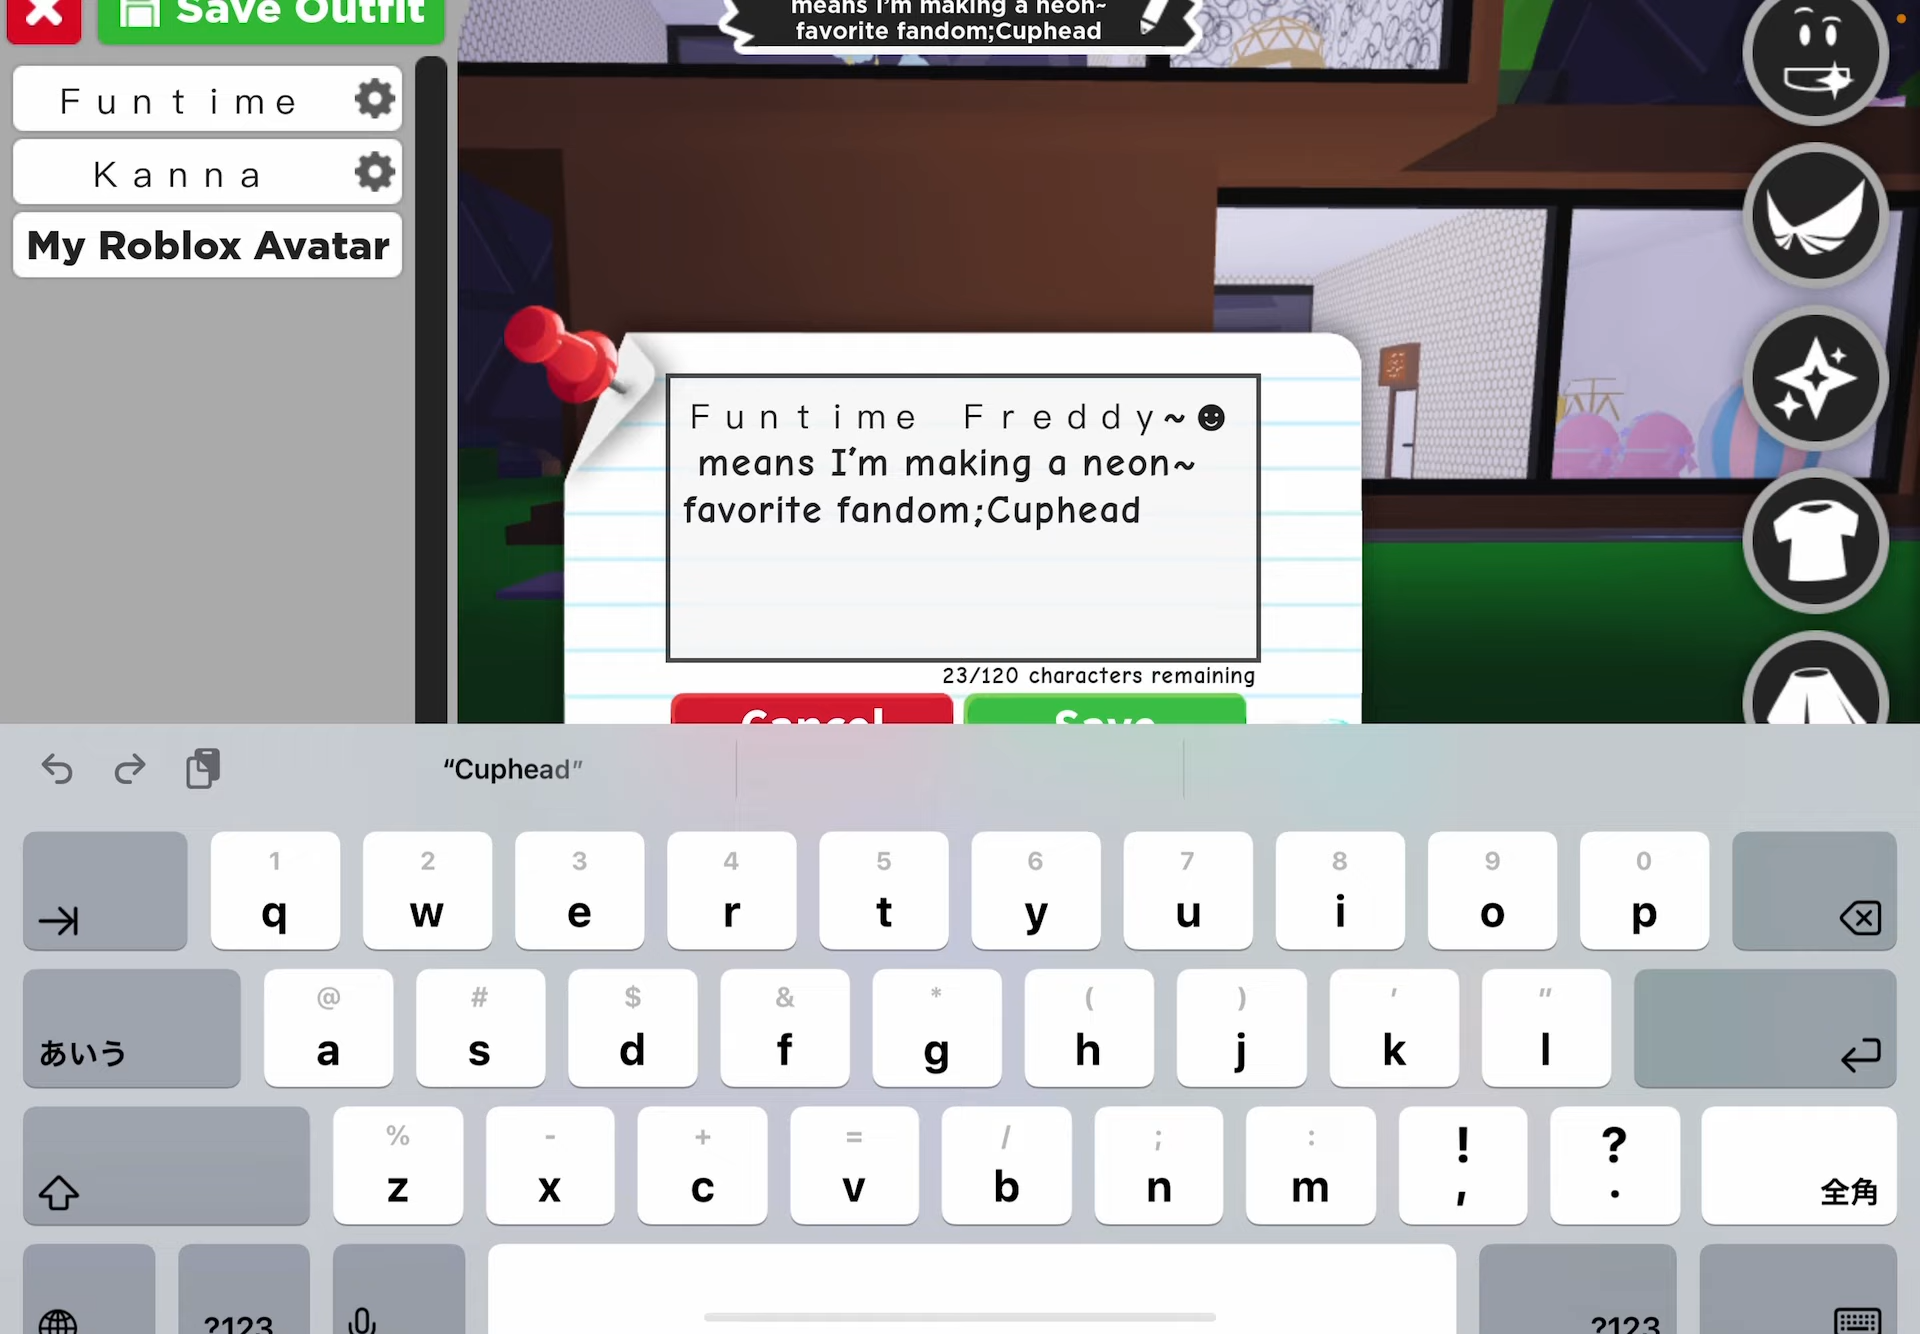 Save Outfit
means I'm making a neon~
favorite fandom;Cuphead
Ｆｕｎｔｉｍｅ
Ｋａｎｎａ
My Roblox Avatar
Ｆｕｎｔｉｍｅ　Ｆｒｅｄｄｙ~☻
means I'm making a neon~
favorite fandom;Cuphead
23/120 characters remaining
Cancel Save
“Cuphead”
1 2 3 4 5 6 7 8 9 0
q w e r t y u i o p
@ # $ & * ( ) ' "
あいう a s d f g h j k l
% - + = / ; : ! ?
z x c v b n m , . 全角
?123 ?123